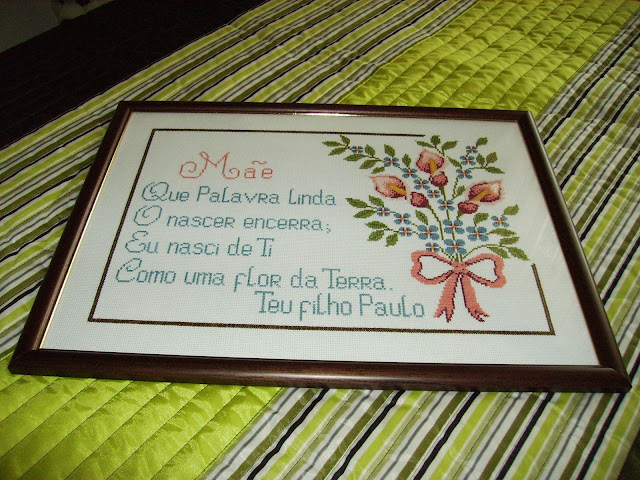 Mãe
Que Palavra linda
O nascer encerra;
Eu nasci de Ti
Como uma flor da Terra.
Teu filho Paulo